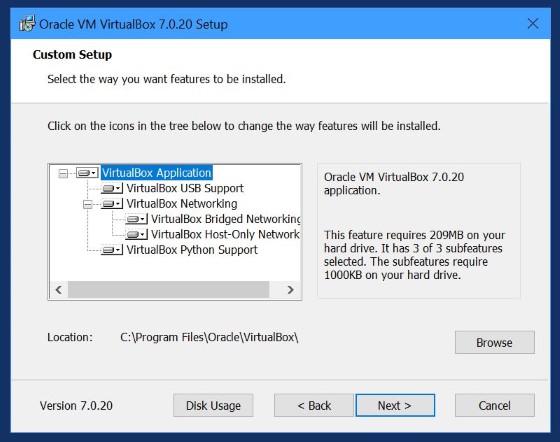 Oracle VM VirtualBox 7.0.20 Setup
Custom Setup
Select the way you want features to be installed.
Click on the icons in the tree below to change the way features will be installed.
VirtualBox Application
VirtualBox USB Support
VirtualBox Networking
VirtualBox Bridged Networking
VirtualBox Host-Only Network
VirtualBox Python Support
Oracle VM VirtualBox 7.0.20
application.
This feature requires 209MB on your
hard drive. It has 3 of 3 subfeatures
selected. The subfeatures require
1000KB on your hard drive.
Location: C:\Program Files\Oracle\VirtualBox\
Browse
Version 7.0.20
Disk Usage
< Back
Next >
Cancel